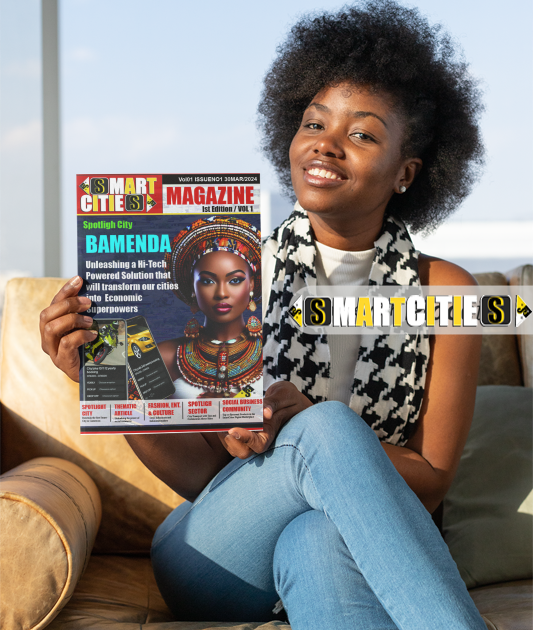 SMART
CITIES
Vol01 ISSUENO1 30MAR/2024
MAGAZINE
Ist Edition / VOL 1
Spotligh City
BAMENDA
Unleashing a Hi-Tech
Powered Solution that
will transform our cities
into Economic
Superpowers
SPOTLIGHT
CITY
THEMATIC
ARTICLE
FASHION, ENT
& CULTURE
SPOTLIGH
SECTOR
SOCIAL BUSINESS
COMMUNITY
SMARTCITIES